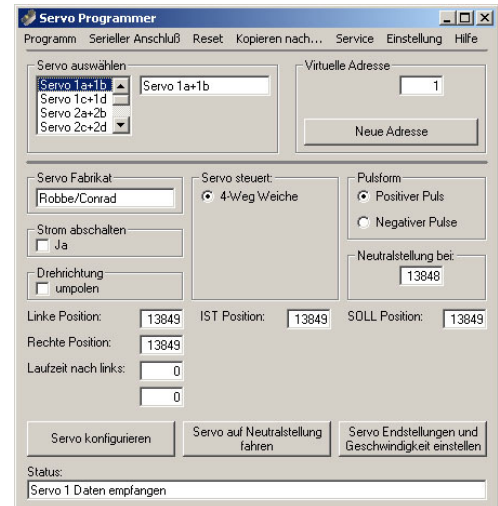 Servo Programmer
Programm Serieller Anschluß Reset Kopieren nach... Service Einstellung Hilfe
Servo auswählen
Servo 1a+1b
Servo 1c+1d
Servo 2a+2b
Servo 2c+2d
Servo 1a+1b
Virtuelle Adresse
1
Neue Adresse
Servo Fabrikat
Robbe/Conrad
Strom abschalten
Ja
Drehrichtung
umpolen
Servo steuert:
4-Weg Weiche
Pulsform
Positiver Puls
Negativer Pulse
Neutralstellung bei:
13848
Linke Position: 13849 IST Position: 13849 SOLL Position: 13849
Rechte Position: 13849
Laufzeit nach links: 0
0
Servo konfigurieren
Servo auf Neutralstellung
fahren
Servo Endstellungen und
Geschwindigkeit einstellen
Status:
Servo 1 Daten empfangen